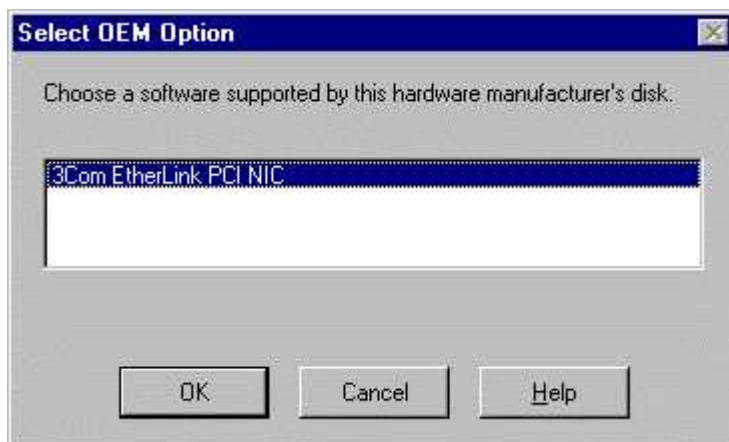 Select OEM Option
Choose a software supported by this hardware manufacturer's disk.
3Com EtherLink PCI NIC
OK
Cancel
Help